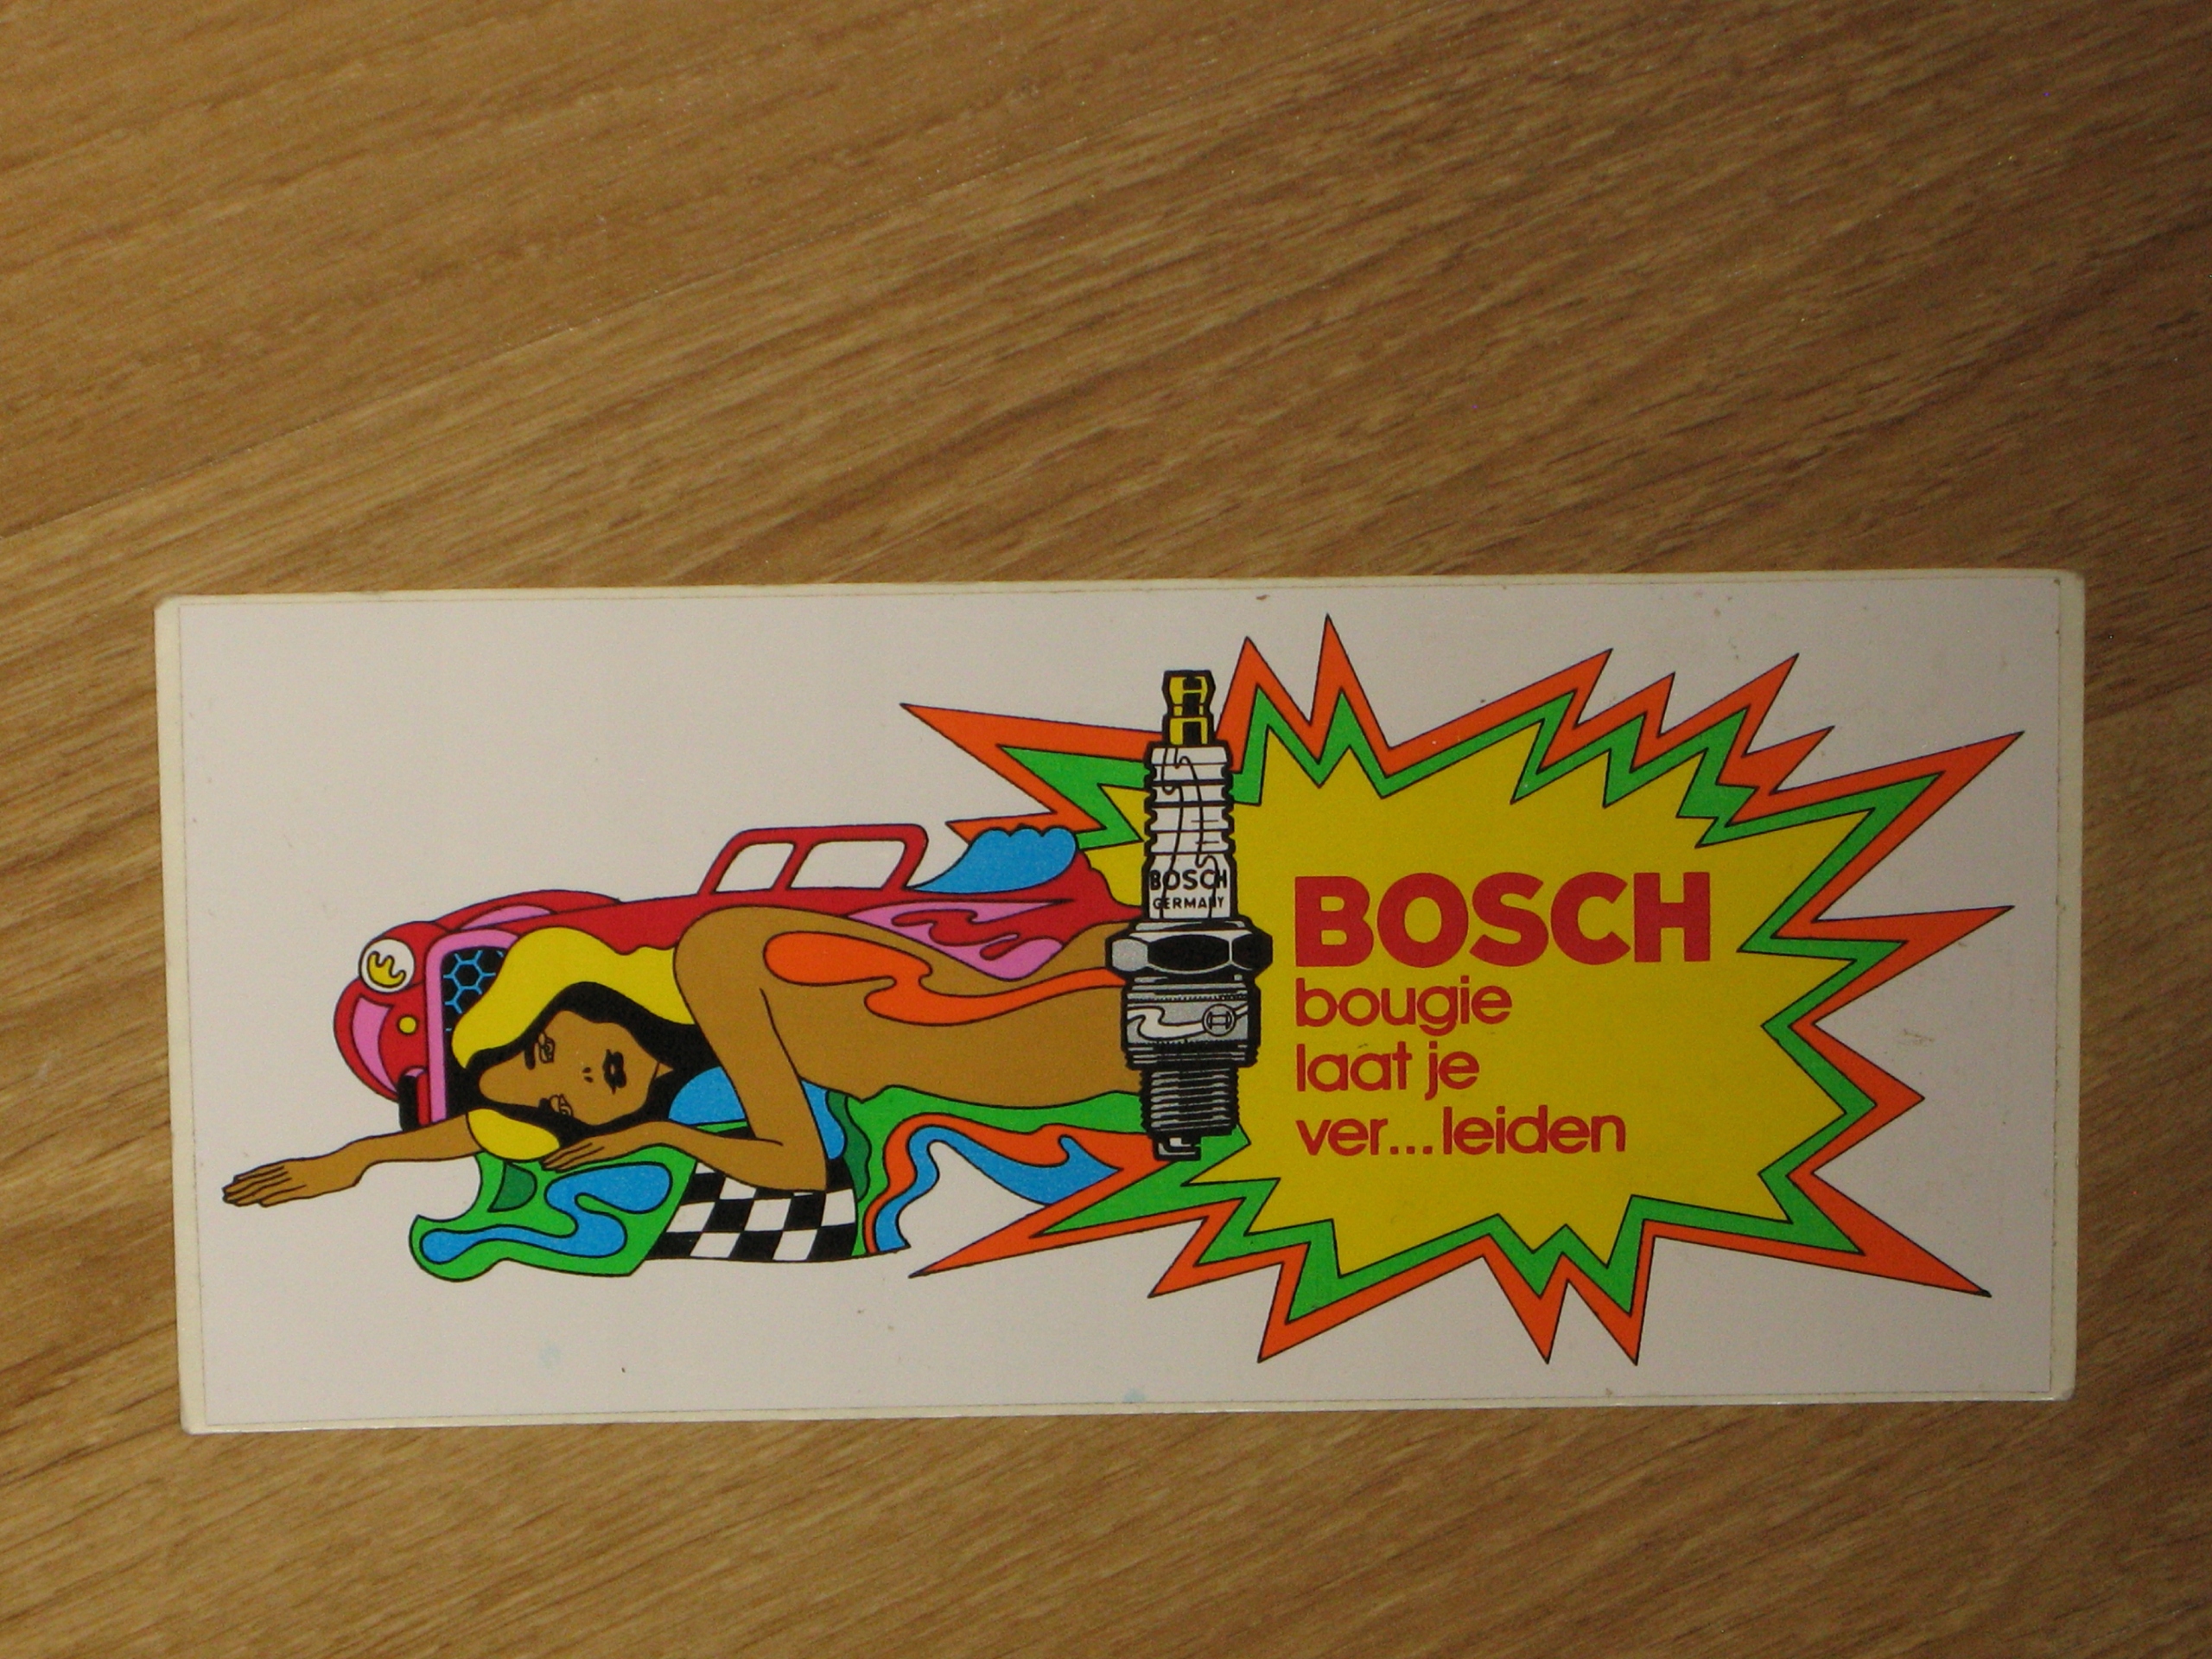 BOSCH
GERMANY
BOSCH
bougie
laat je
ver...leiden